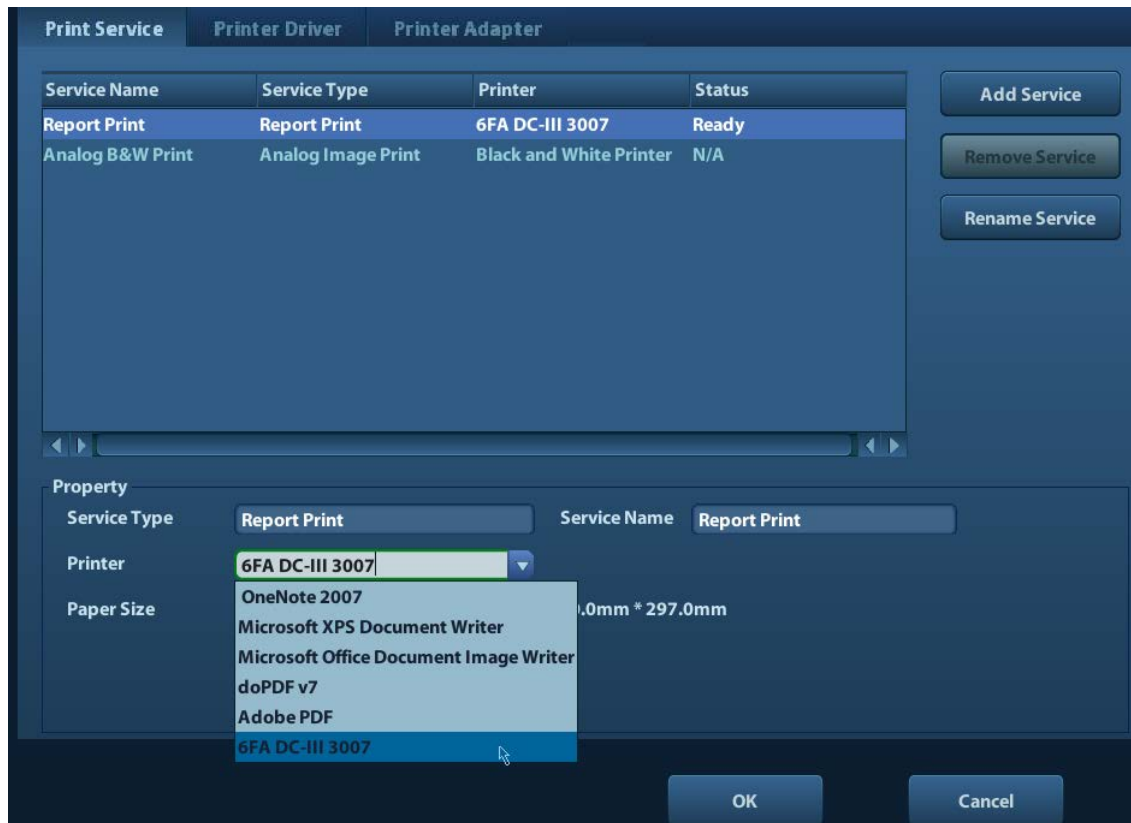 Print Service Printer Driver Printer Adapter
Service Name Service Type Printer Status
Report Print Report Print 6FA DC-III 3007 Ready
Analog B&W Print Analog Image Print Black and White Printer N/A
Add Service
Remove Service
Rename Service
Property
Service Type Report Print Service Name Report Print
Printer 6FA DC-III 3007
Paper Size .0mm * 297.0mm
OneNote 2007
Microsoft XPS Document Writer
Microsoft Office Document Image Writer
doPDF v7
Adobe PDF
6FA DC-III 3007
OK Cancel